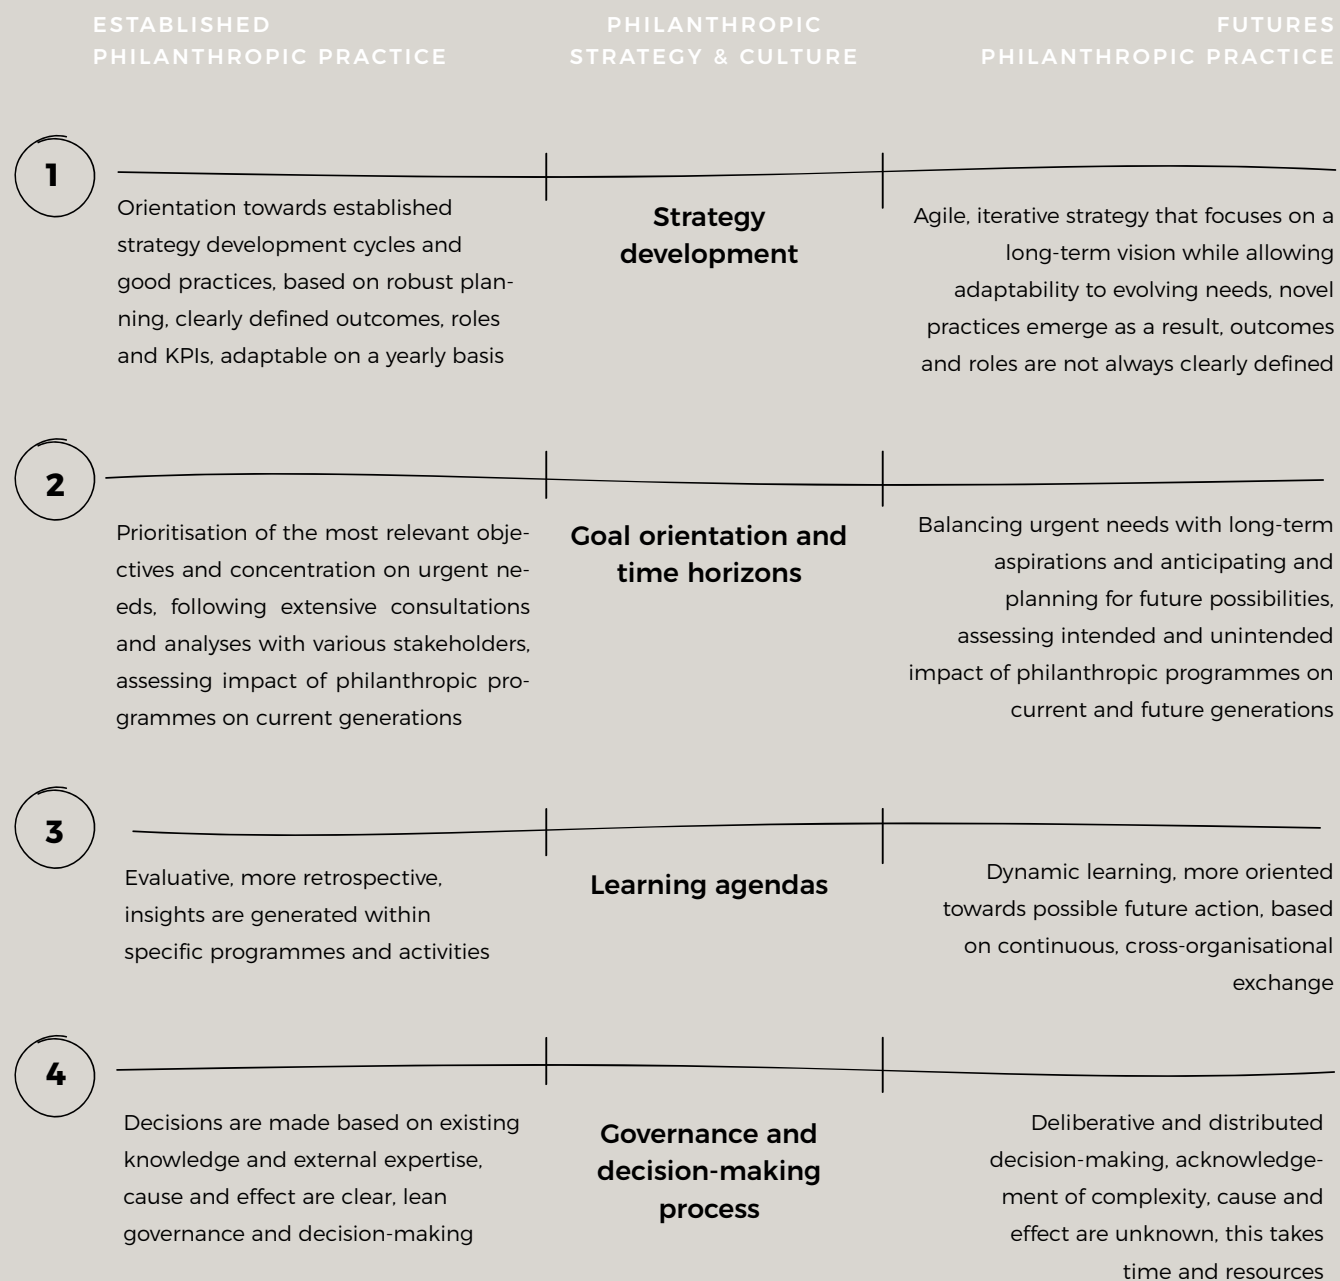 ESTABLISHED
PHILANTHROPIC PRACTICE
PHILANTHROPIC
STRATEGY & CULTURE
FUTURES
PHILANTHROPIC PRACTICE
1
Orientation towards established
strategy development cycles and
good practices, based on robust plan-
ning, clearly defined outcomes, roles
and KPIs, adaptable on a yearly basis
Strategy
development
Agile, iterative strategy that focuses on a
long-term vision while allowing
adaptability to evolving needs, novel
practices emerge as a result, outcomes
and roles are not always clearly defined
2
Prioritisation of the most relevant obje-
ctives and concentration on urgent ne-
eds, following extensive consultations
and analyses with various stakeholders,
assessing impact of philanthropic pro-
grammes on current generations
Goal orientation and
time horizons
Balancing urgent needs with long-term
aspirations and anticipating and
planning for future possibilities,
assessing intended and unintended
impact of philanthropic programmes on
current and future generations
3
Evaluative, more retrospective,
insights are generated within
specific programmes and activities
Learning agendas
Dynamic learning, more oriented
towards possible future action, based
on continuous, cross-organisational
exchange
4
Decisions are made based on existing
knowledge and external expertise,
cause and effect are clear, lean
governance and decision-making
Governance and
decision-making
process
Deliberative and distributed
decision-making, acknowledge-
ment of complexity, cause and
effect are unknown, this takes
time and resources